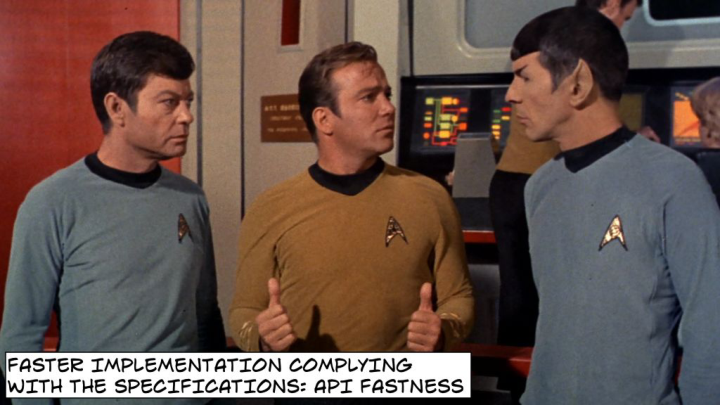 FASTER IMPLEMENTATION COMPLYING
WITH THE SPECIFICATIONS: API FASTNESS